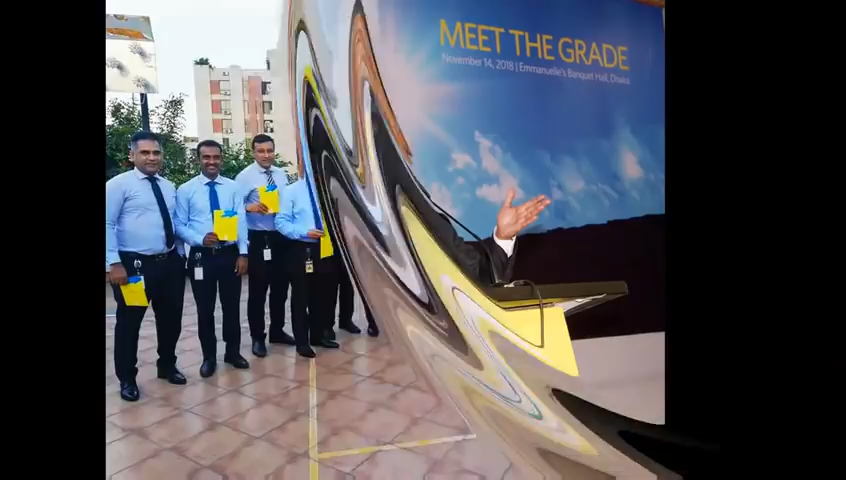 MEET THE GRADE
November 14, 2018 | Emmanuelle's Banquet Hall, Dhaka